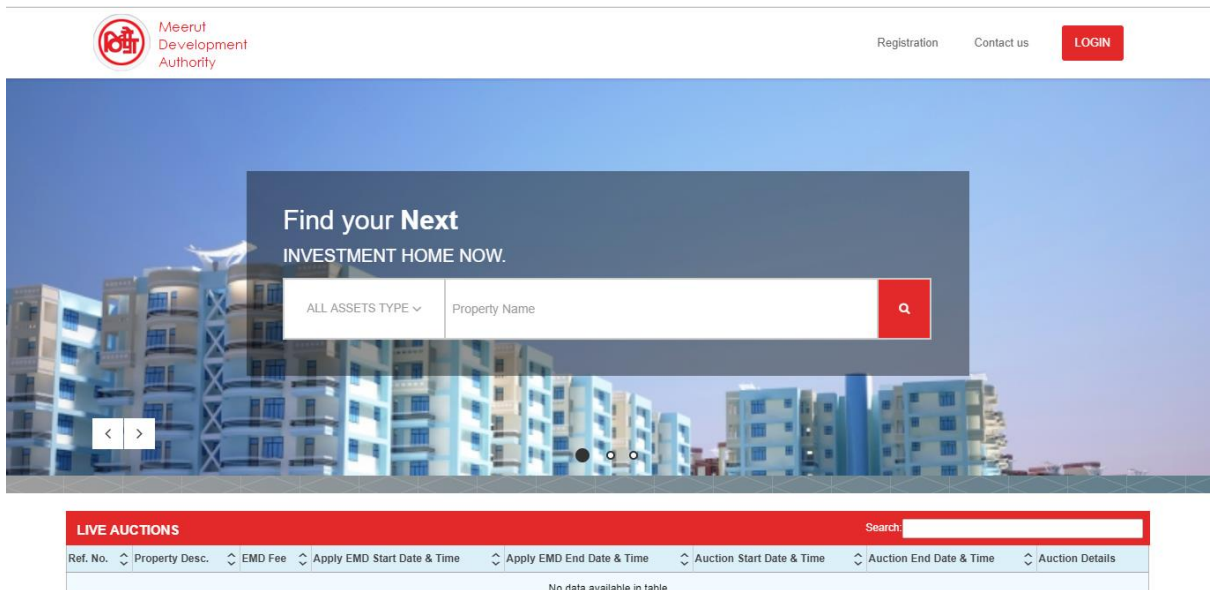 Meerut
Development
Authority
Registration Contact us LOGIN
Find your Next
INVESTMENT HOME NOW.
ALL ASSETS TYPE Property Name
LIVE AUCTIONS Search:
Ref. No. Property Desc. EMD Fee Apply EMD Start Date & Time Apply EMD End Date & Time Auction Start Date & Time Auction End Date & Time Auction Details
No data available in table